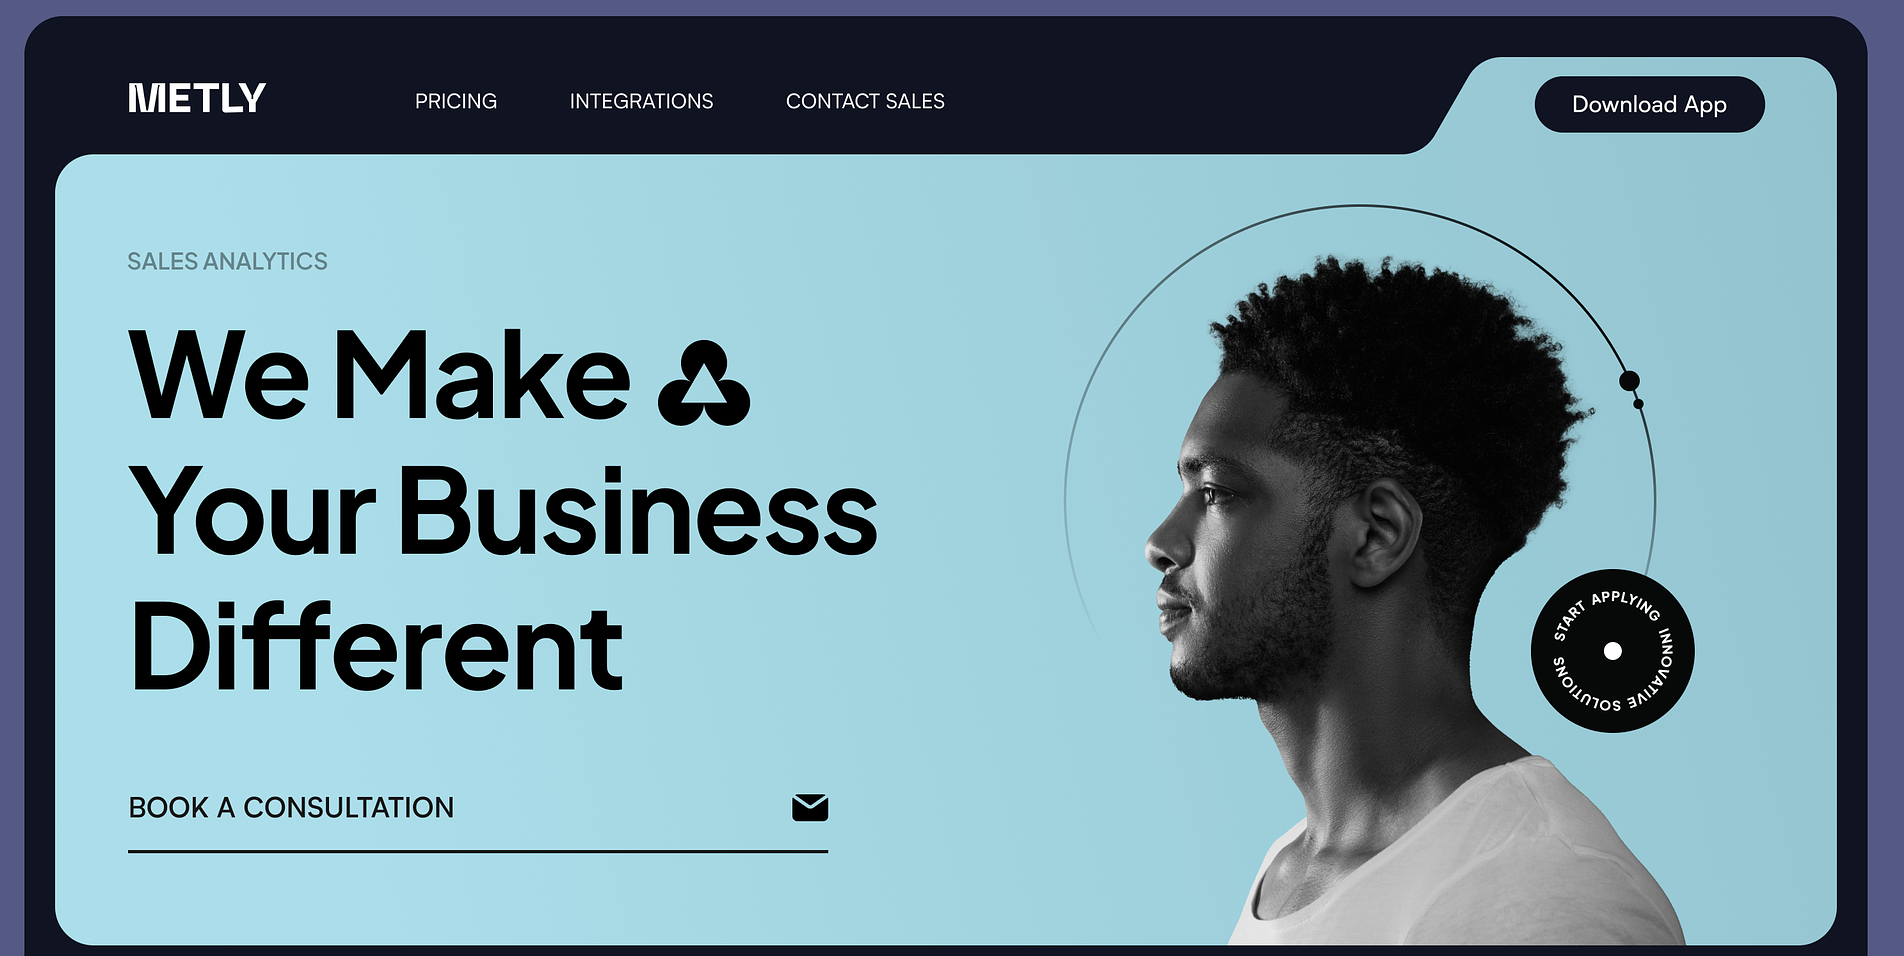 METLY
PRICING
INTEGRATIONS
CONTACT SALES
Download App
SALES ANALYTICS
We Make
Your Business
Different
START APPLYING INNOVATIVE SOLUTIONS
BOOK A CONSULTATION